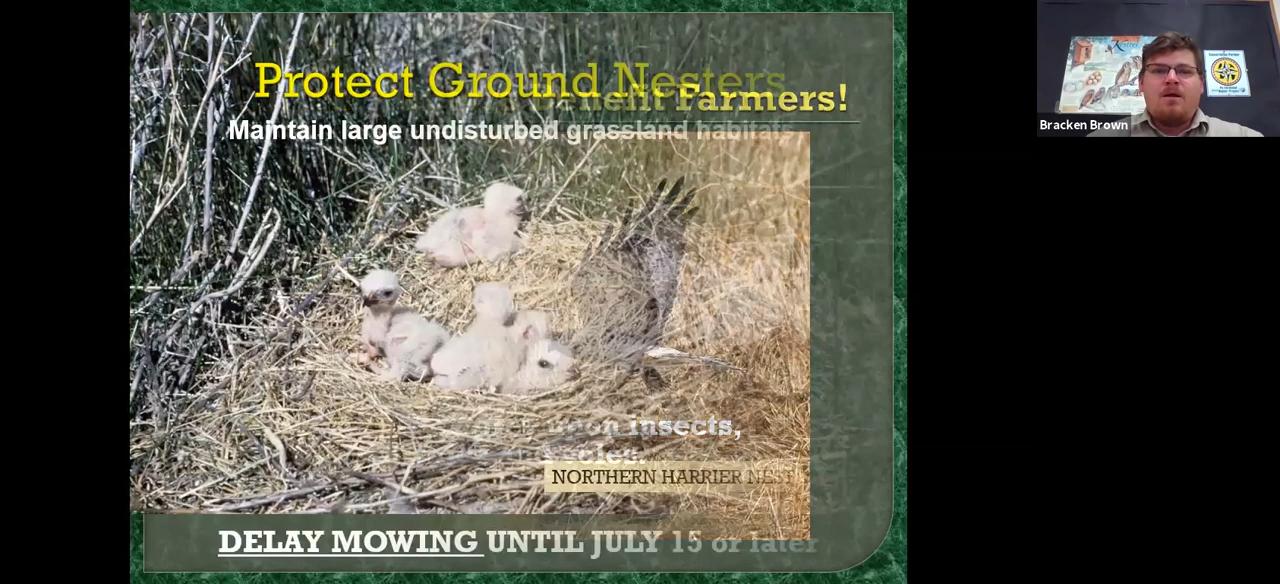 Protect Ground Nesters
Farmers!
Maintain large undisturbed grassland habitats
Bracken Brown
upon insects,
NORTHERN HARRIER NEST
DELAY MOWING UNTIL JULY 15 or later